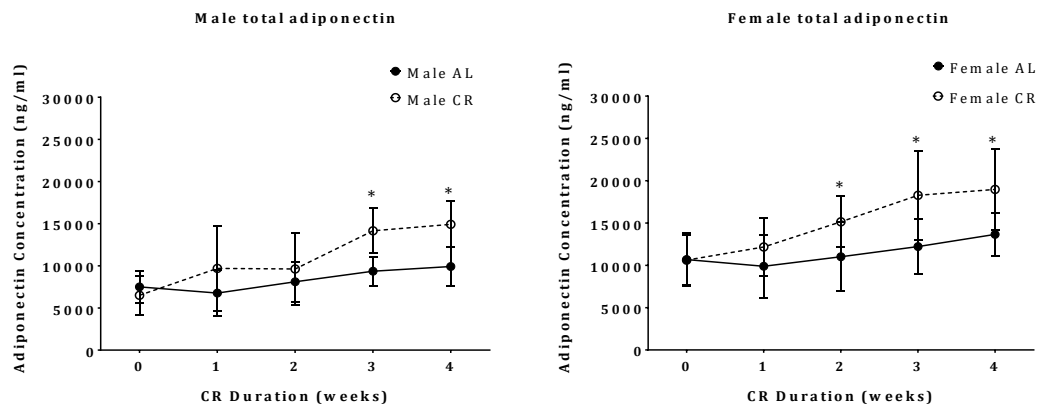 Male total adiponectin
Male AL
Male CR
Adiponectin Concentration (ng/ml)
30000
25000
20000
15000
10000
5000
0
*
*
0 1 2 3 4
CR Duration (weeks)
Female total adiponectin
Female AL
Female CR
Adiponectin Concentration (ng/ml)
30000
25000
20000
15000
10000
5000
0
*
*
*
0 1 2 3 4
CR Duration (weeks)